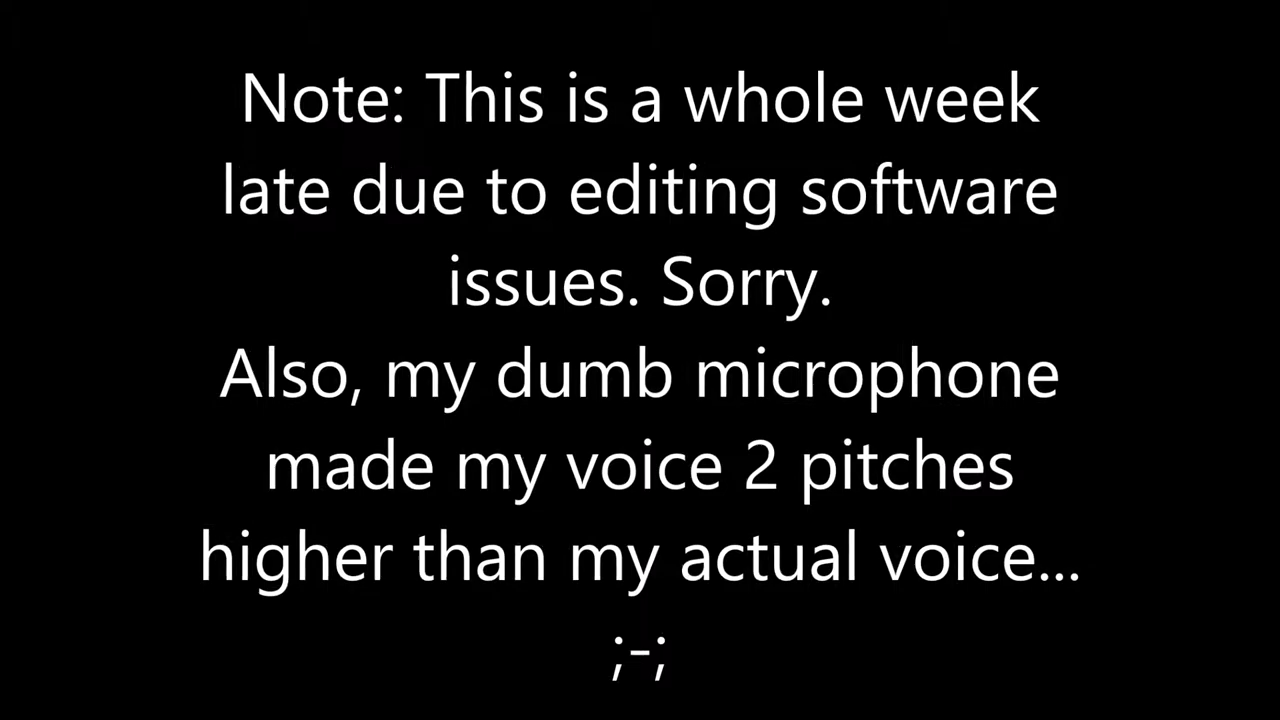 Note: This is a whole week
late due to editing software
issues. Sorry.
Also, my dumb microphone
made my voice 2 pitches
higher than my actual voice...
;-;